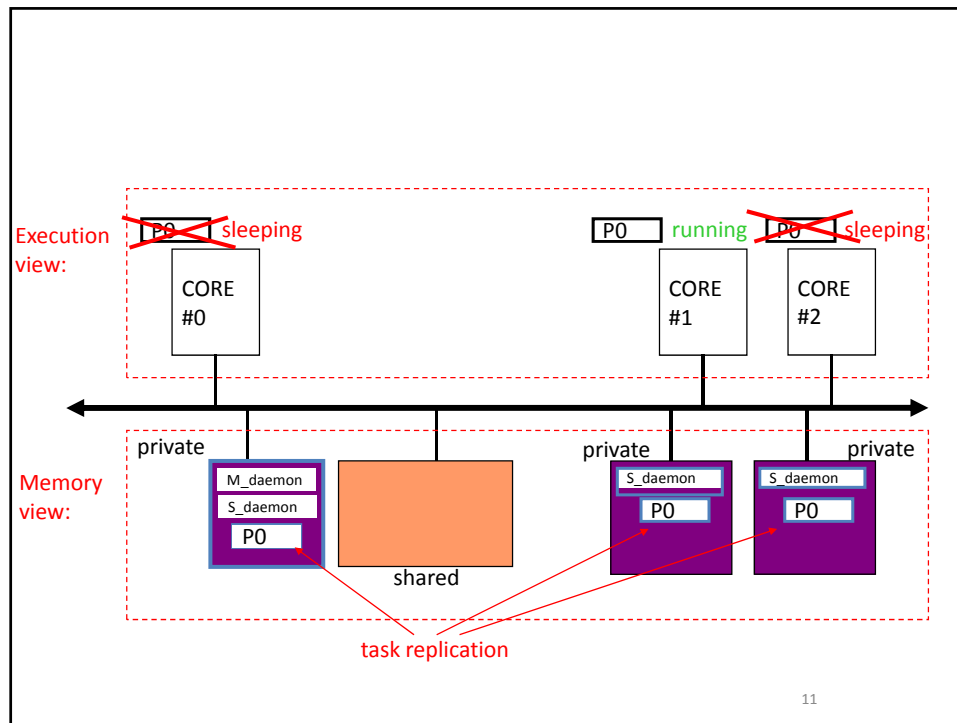 Execution
view:
P0 sleeping
P0 running
P0 sleeping
CORE
#0
CORE
#1
CORE
#2
private
private
private
Memory
view:
M_daemon
S_daemon
P0
shared
S_daemon
P0
S_daemon
P0
task replication
11